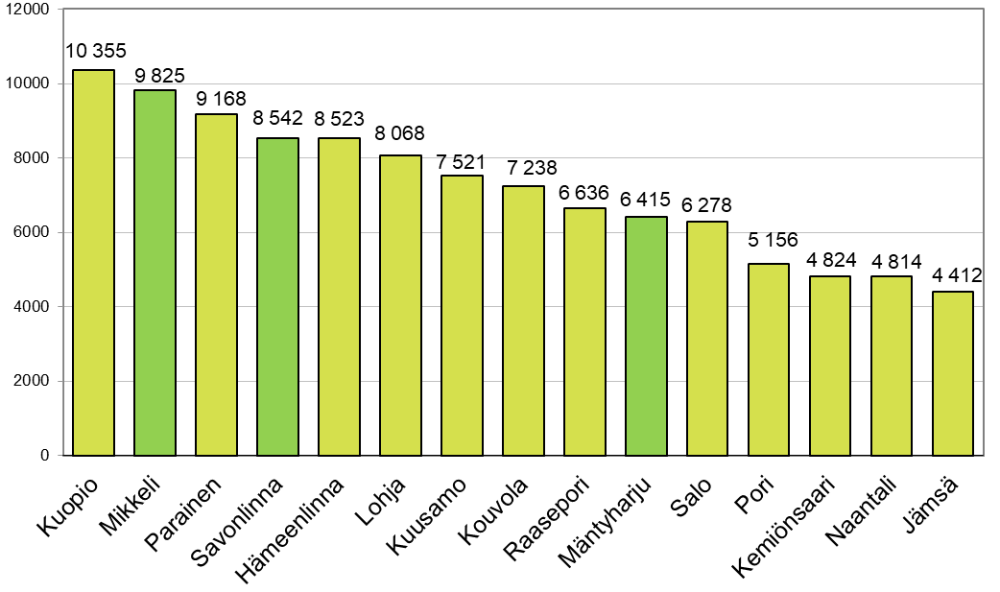 12000
10000
8000
6000
4000
2000
0
10 355
9 825
9 168
8 542
8 523
8 068
7 521
7 238
6 636
6 415
6 278
5 156
4 824
4 814
4 412
Kuopio
Mikkeli
Parainen
Savonlinna
Hämeenlinna
Lohja
Kuusamo
Kouvola
Raasepori
Mäntyharju
Salo
Pori
Kemiönsaari
Naantali
Jämsä